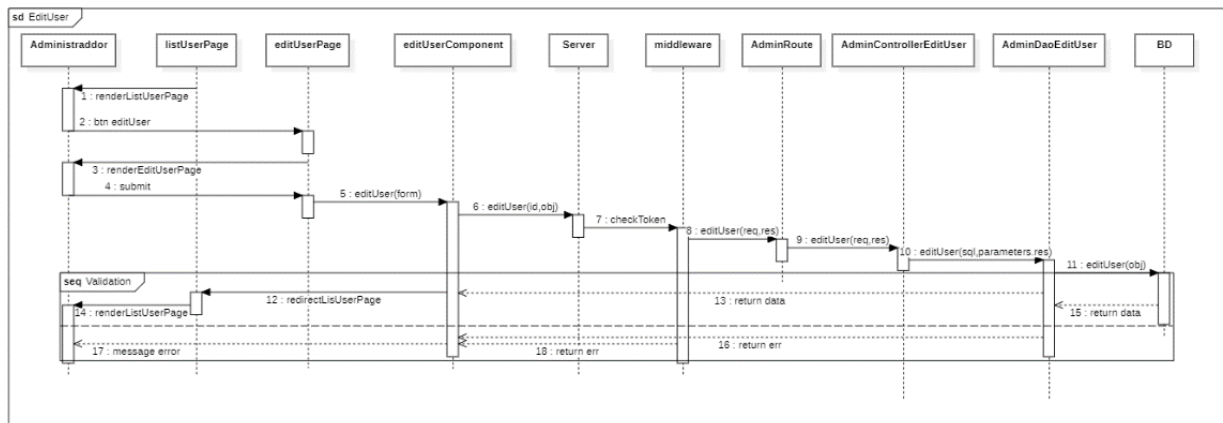 sd EditUser
Administraddor
listUserPage
editUserPage
editUserComponent
Server
middleware
AdminRoute
AdminControllerEditUser
AdminDaoEditUser
BD
1 : renderListUserPage
2 : btn editUser
3 : renderEditUserPage
4 : submit
5 : editUser(form)
6 : editUser(id,obj)
7 : checkToken
8 : editUser(req,res)
9 : editUser(req,res)
10 : editUser(sql,parameters.res)
11 : editUser(obj)
seq Validation
12 : redirectLisUserPage
13 : return data
14 : renderListUserPage
15 : return data
16 : return err
17 : message error
18 : return err